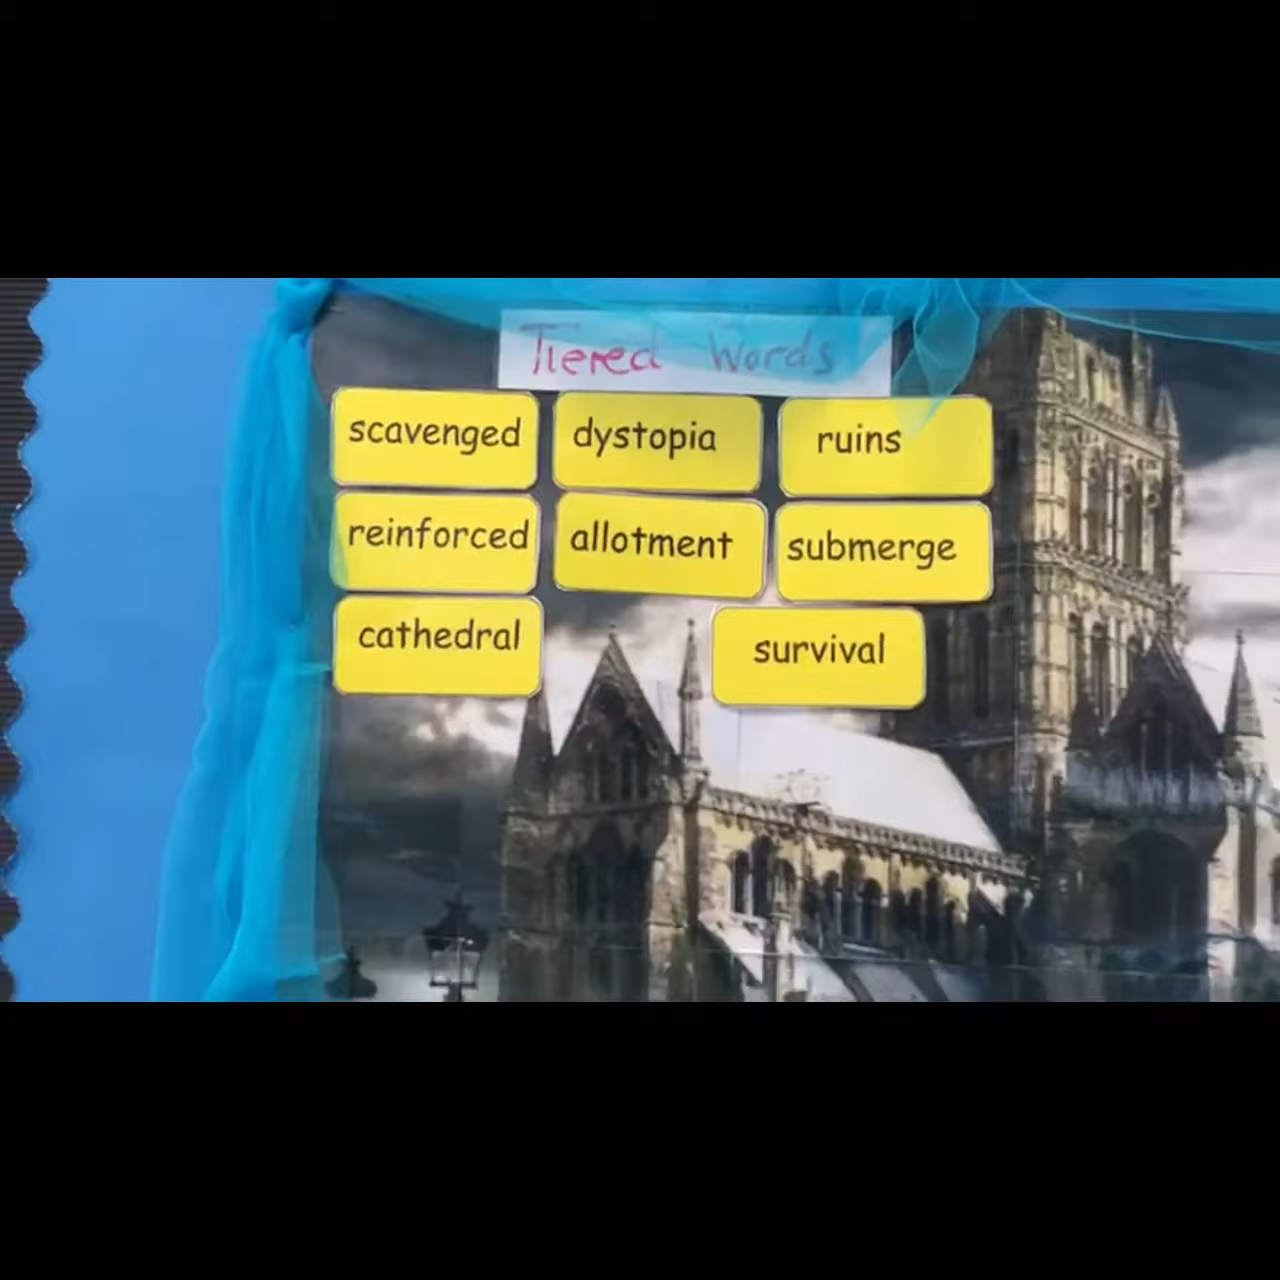 Tiered Words
scavenged dystopia ruins
reinforced allotment submerge
cathedral survival